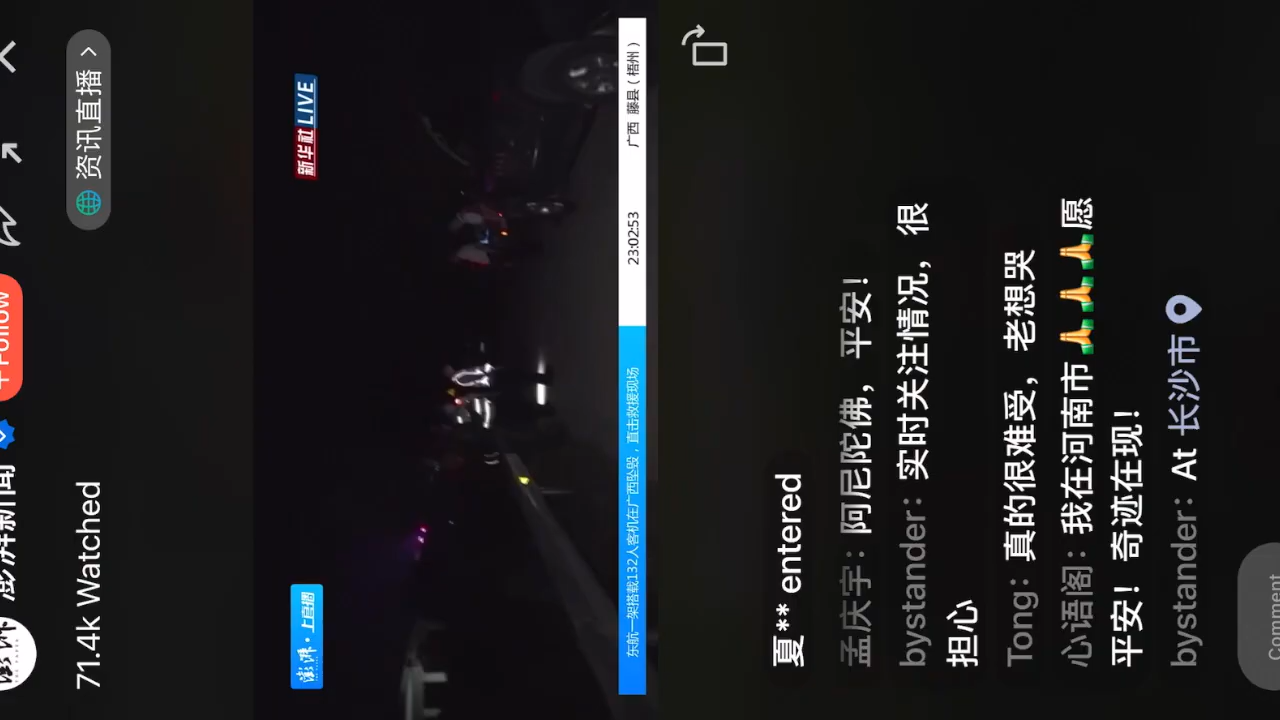 澎湃新闻
+ Follow
71.4k Watched
资讯直播 >
新华社 LIVE
澎湃·上直播
东航一架搭载132人客机在广西坠毁，直击救援现场
23:02:53
广西 藤县（梧州）
夏** entered
孟庆宇：阿尼陀佛，平安！
bystander：实时关注情况，很
担心
Tong：真的很难受，老想哭
心语阁：我在河南市🙏🙏🙏愿
平安！奇迹在现！
bystander：At 长沙市
Comment